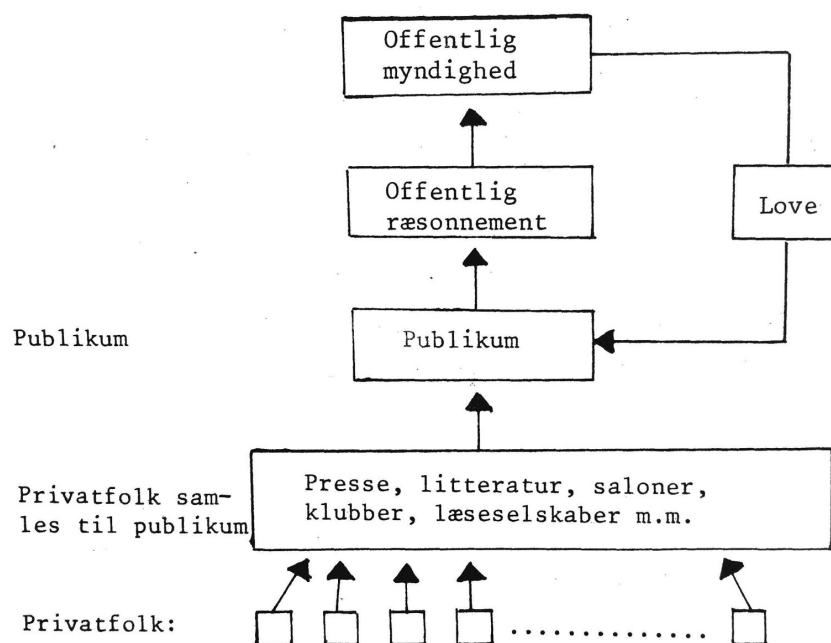 Offentlig
myndighed
Offentlig
ræsonnement
Love
Publikum
Publikum
Privatfolk sam-
les til publikum
Presse, litteratur, saloner,
klubber, læseselskaber m.m.
Privatfolk: